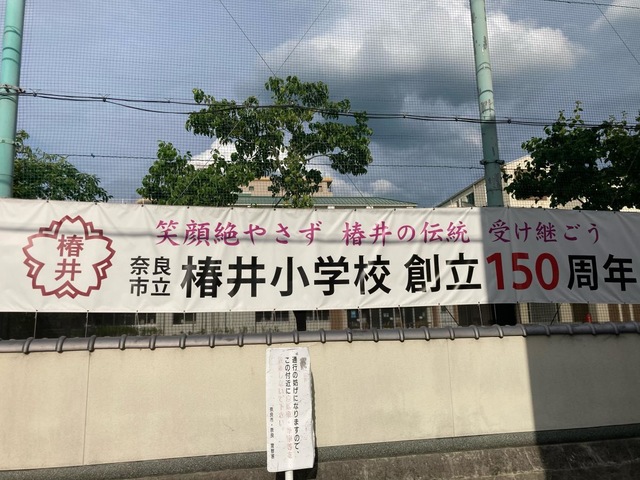 笑顔絶やさず 椿井の伝統 受け継ごう
椿井
奈良市立 椿井小学校 創立150周年
通行の妨げになりますので、
この付近に